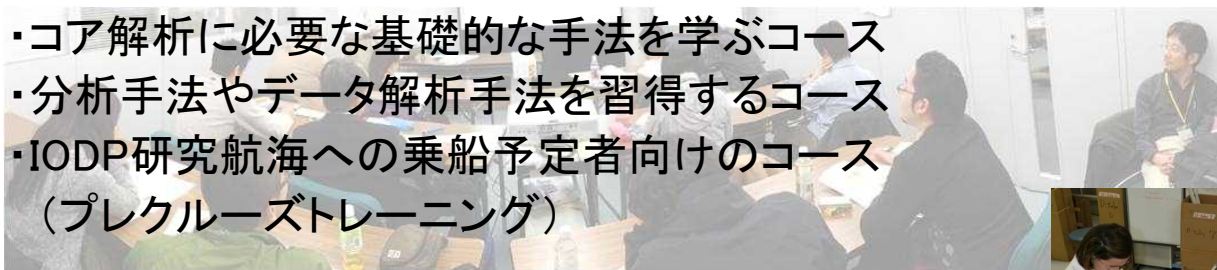 ・コア解析に必要な基礎的な手法を学ぶコース
・分析手法やデータ解析手法を習得するコース
・IODP研究航海への乗船予定者向けのコース
（プレクルーズトレーニング）